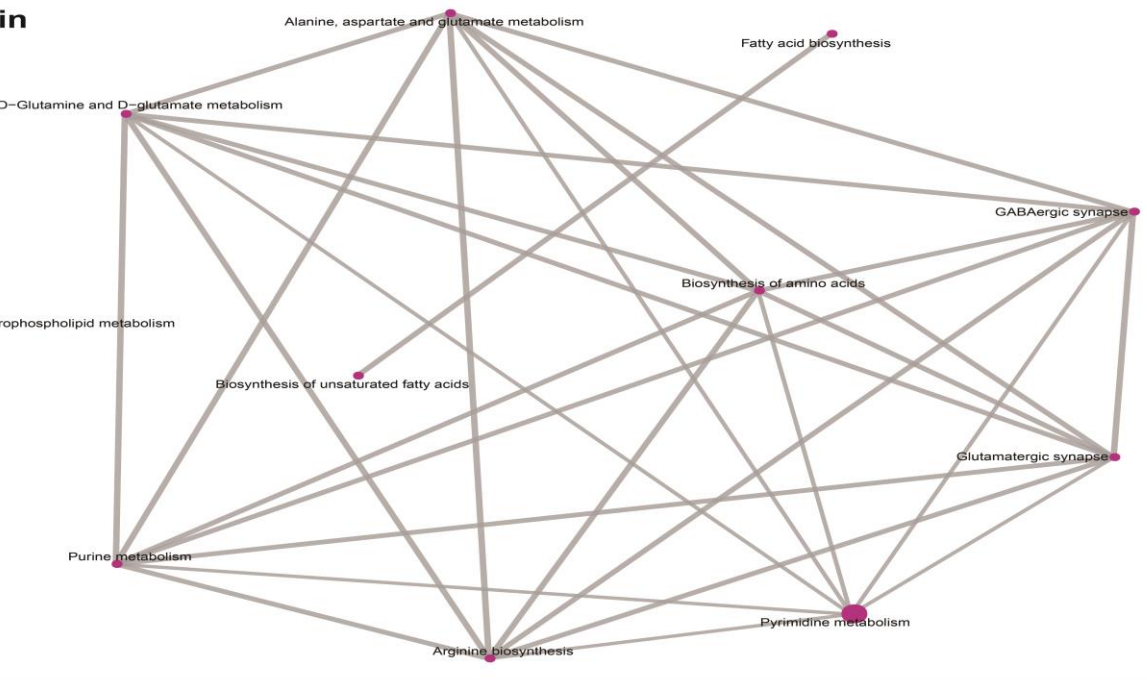 in
Alanine, aspartate and glutamate metabolism
Fatty acid biosynthesis
D−Glutamine and D−glutamate metabolism
GABAergic synapse
Biosynthesis of amino acids
rophospholipid metabolism
Biosynthesis of unsaturated fatty acids
Glutamatergic synapse
Purine metabolism
Pyrimidine metabolism
Arginine biosynthesis